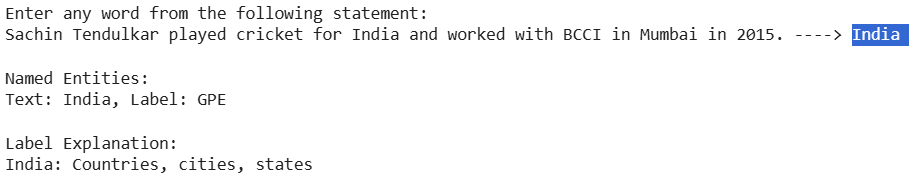 Enter any word from the following statement:
Sachin Tendulkar played cricket for India and worked with BCCI in Mumbai in 2015. ----> India
Named Entities:
Text: India, Label: GPE
Label Explanation:
India: Countries, cities, states